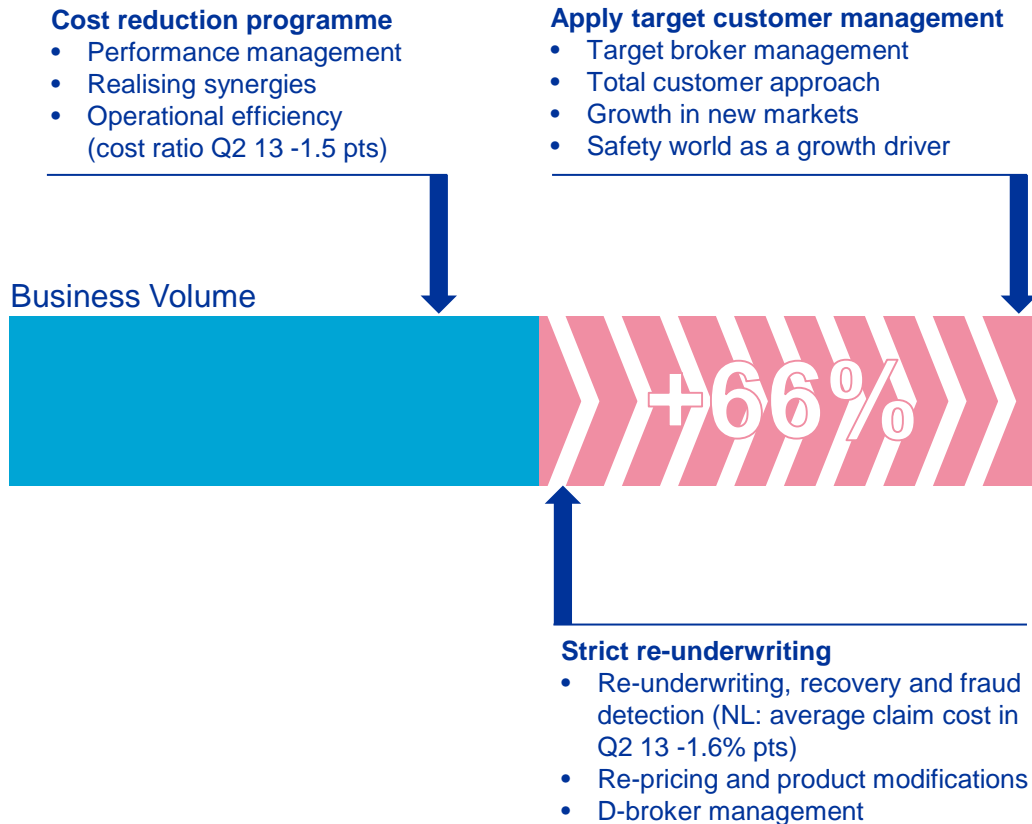 Cost reduction programme
• Performance management
• Realising synergies
• Operational efficiency
(cost ratio Q2 13 -1.5 pts)
Apply target customer management
• Target broker management
• Total customer approach
• Growth in new markets
• Safety world as a growth driver
Business Volume
+66%
Strict re-underwriting
• Re-underwriting, recovery and fraud
detection (NL: average claim cost in
Q2 13 -1.6% pts)
• Re-pricing and product modifications
• D-broker management